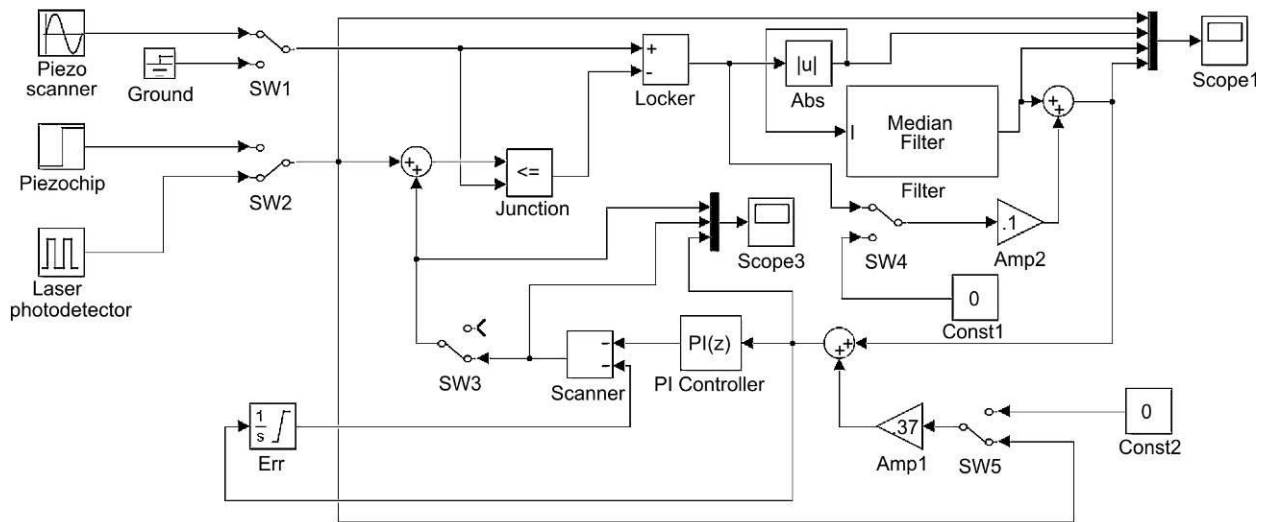 Piezo
scanner
Ground
SW1
+
-
Locker
|u|
Abs
Scope1
Piezochip
SW2
+
+
<=
Junction
I
Median
Filter
Filter
+
+
Laser
photodetector
Scope3
SW4
.1
Amp2
0
Const1
SW3
-
-
Scanner
PI(z)
PI Controller
+
+
1
s
Err
.37
Amp1
SW5
0
Const2